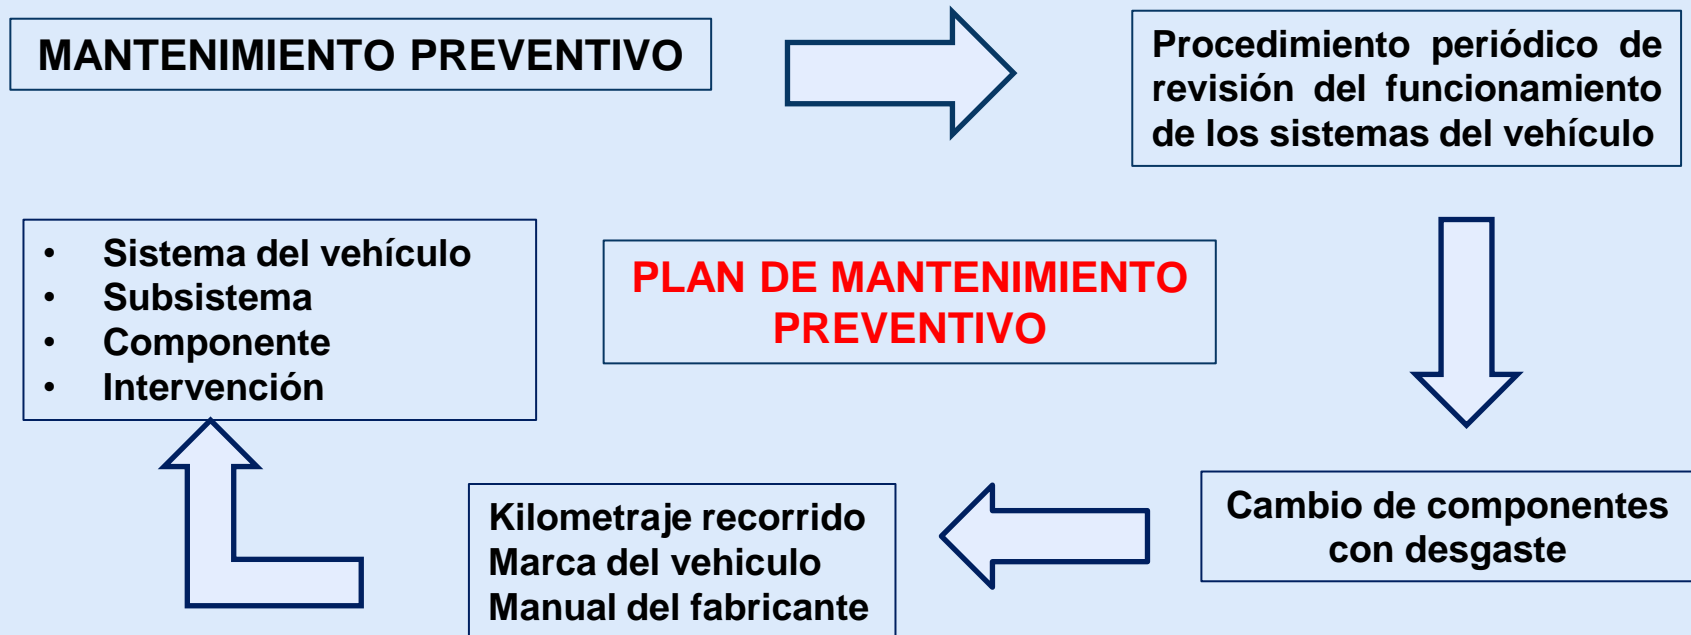 MANTENIMIENTO PREVENTIVO
Procedimiento periódico de
revisión del funcionamiento
de los sistemas del vehículo
• Sistema del vehículo
• Subsistema
• Componente
• Intervención
PLAN DE MANTENIMIENTO
PREVENTIVO
Kilometraje recorrido
Marca del vehiculo
Manual del fabricante
Cambio de componentes
con desgaste